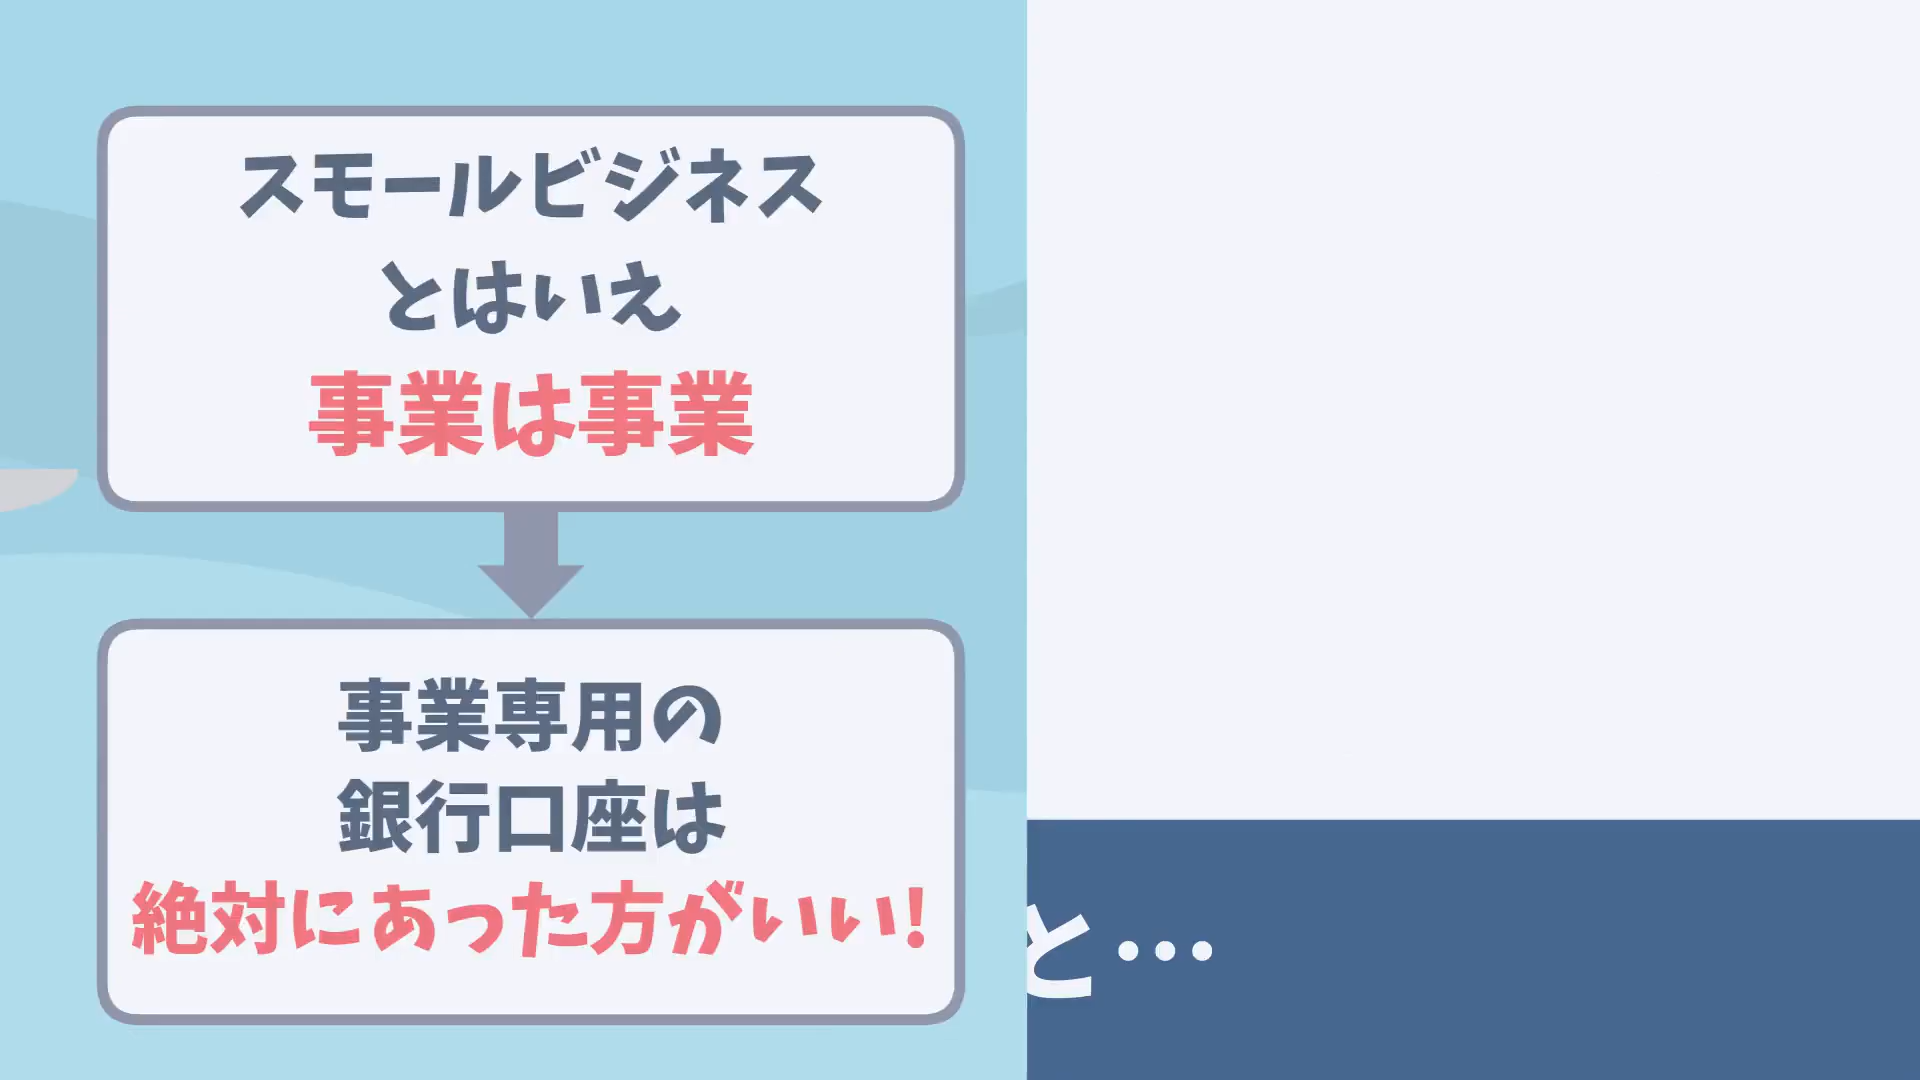 スモールビジネス
とはいえ
事業は事業
事業専用の
銀行口座は
絶対にあった方がいい!
と…